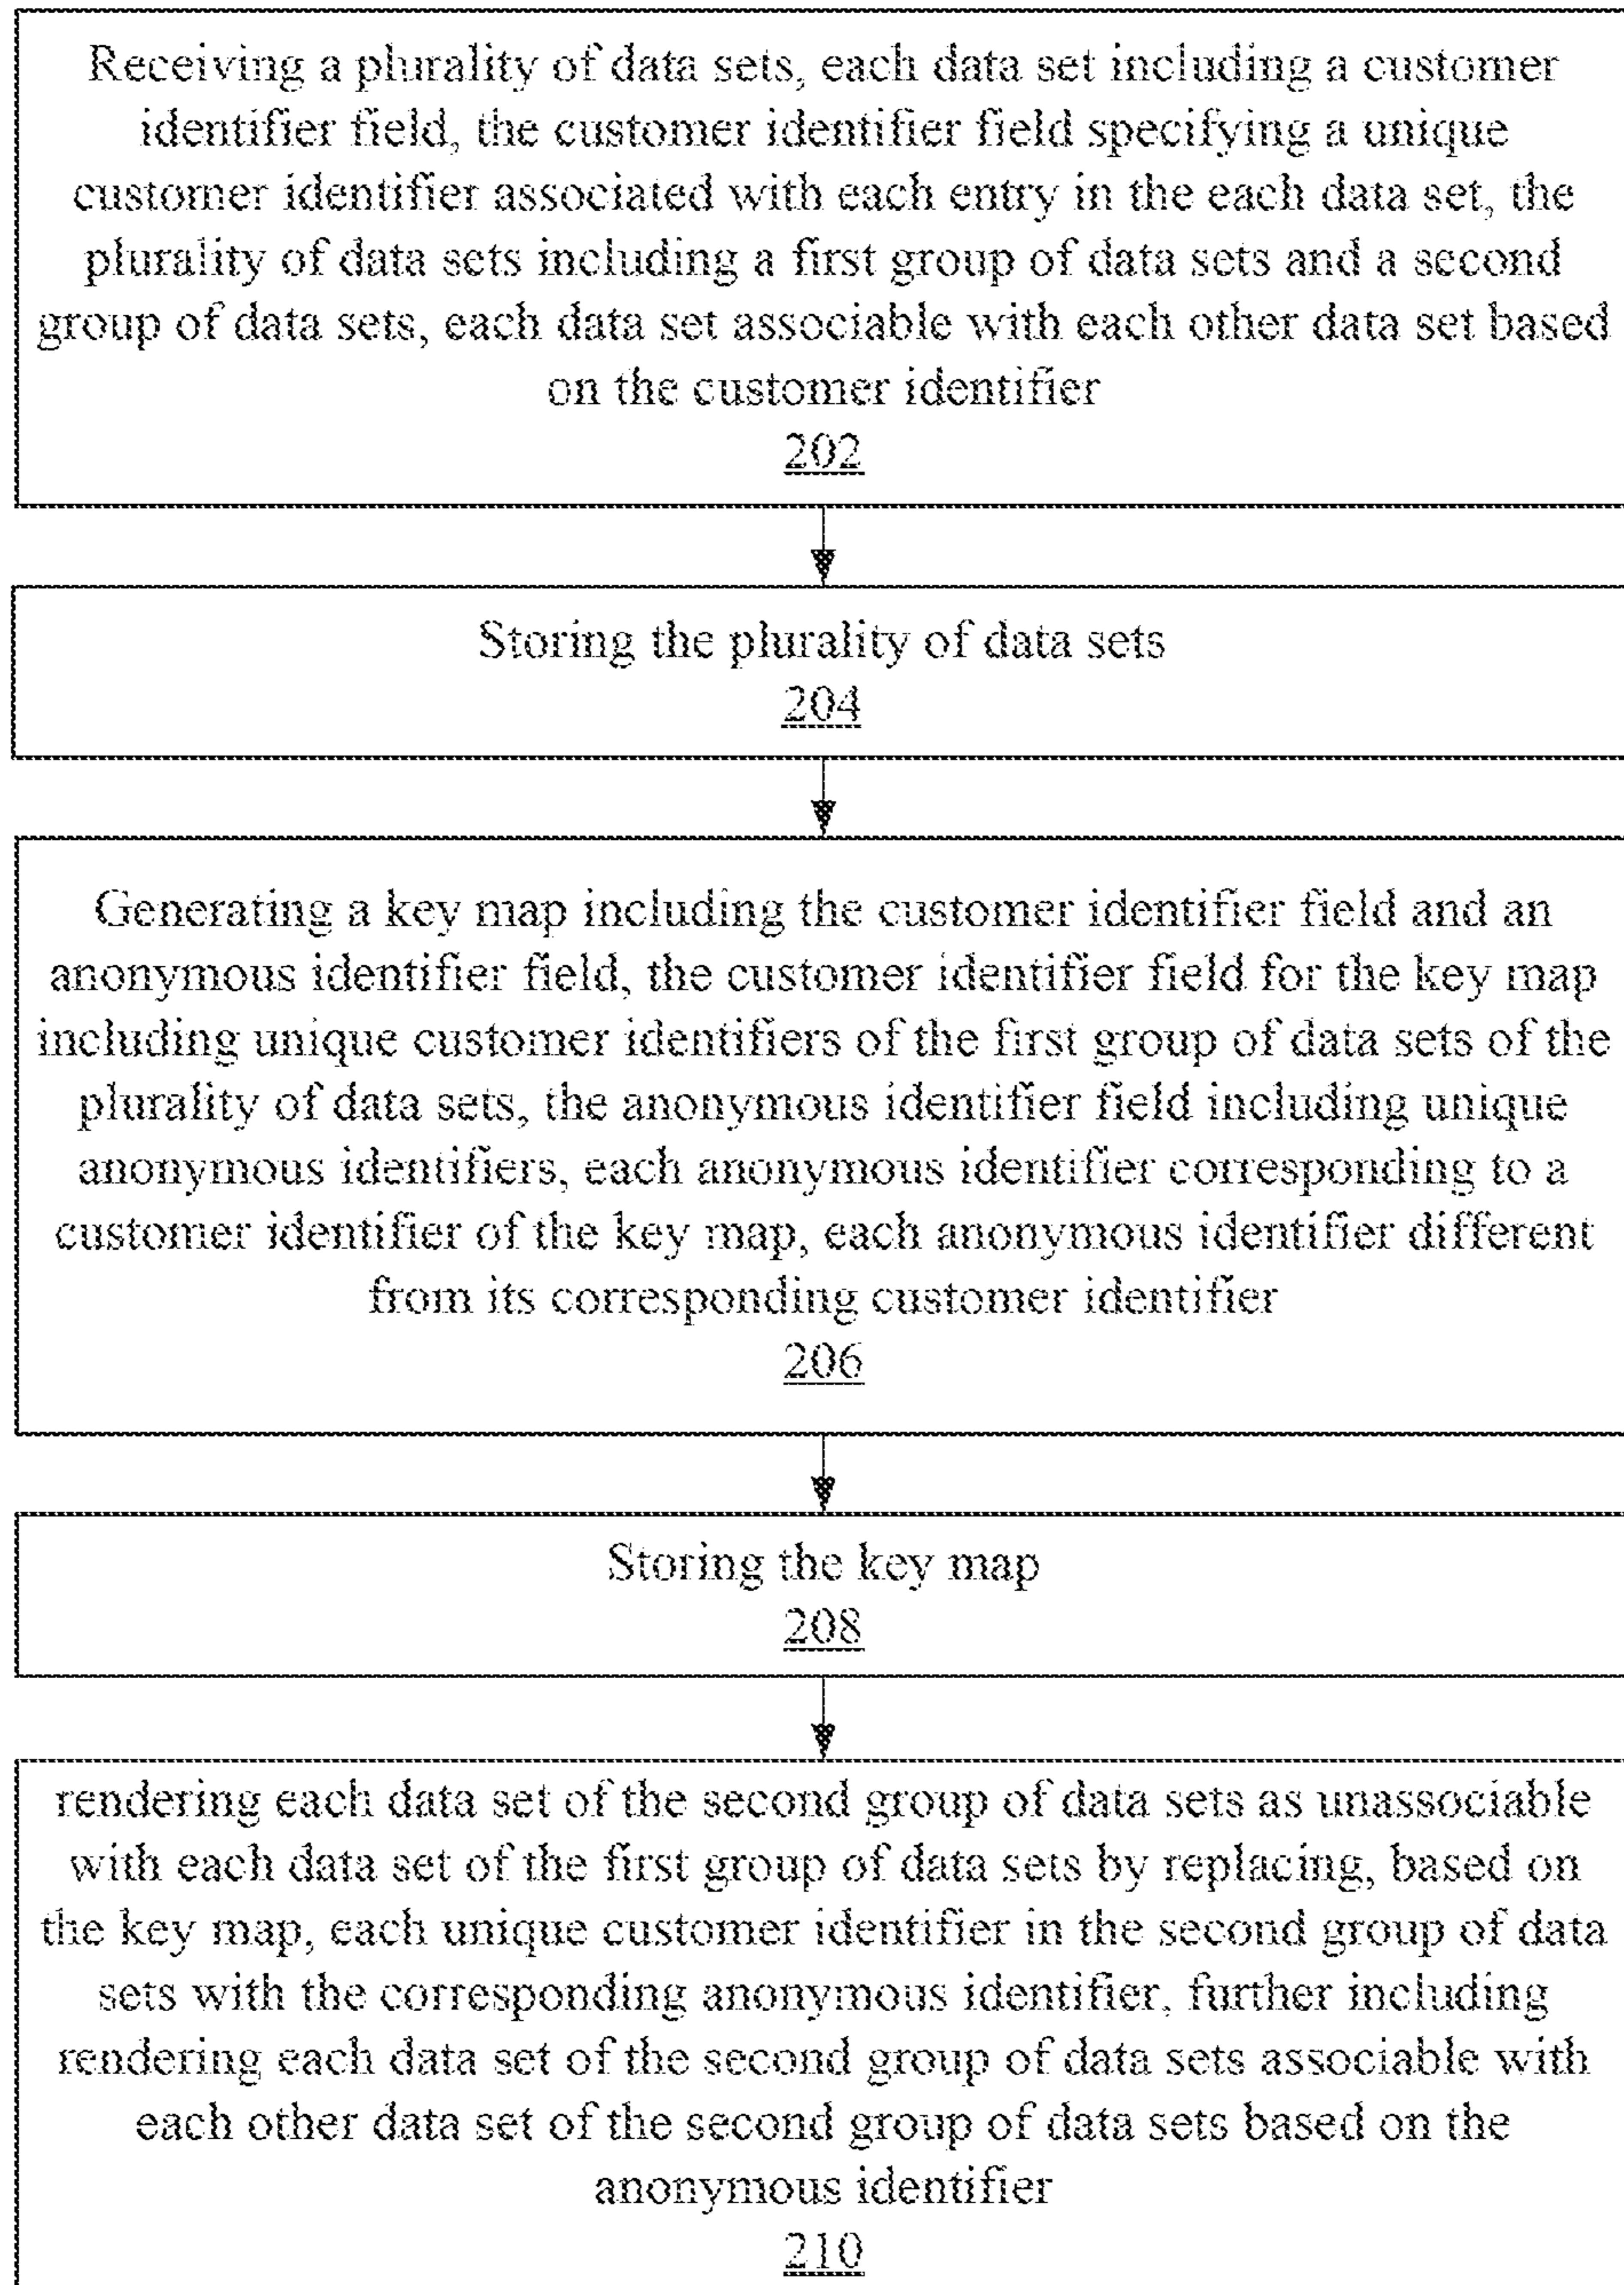 Receiving a plurality of data sets, each data set including a customer
identifier field, the customer identifier field specifying a unique
customer identifier associated with each entry in the each data set, the
plurality of data sets including a first group of data sets and a second
group of data sets, each data set associable with each other data set based
on the customer identifier
202
Storing the plurality of data sets
204
Generating a key map including the customer identifier field and an
anonymous identifier field, the customer identifier field for the key map
including unique customer identifiers of the first group of data sets of the
plurality of data sets, the anonymous identifier field including unique
anonymous identifiers, each anonymous identifier corresponding to a
customer identifier of the key map, each anonymous identifier different
from its corresponding customer identifier
206
Storing the key map
208
rendering each data set of the second group of data sets as unassociable
with each data set of the first group of data sets by replacing, based on
the key map, each unique customer identifier in the second group of data
sets with the corresponding anonymous identifier, further including
rendering each data set of the second group of data sets associable with
each other data set of the second group of data sets based on the
anonymous identifier
210